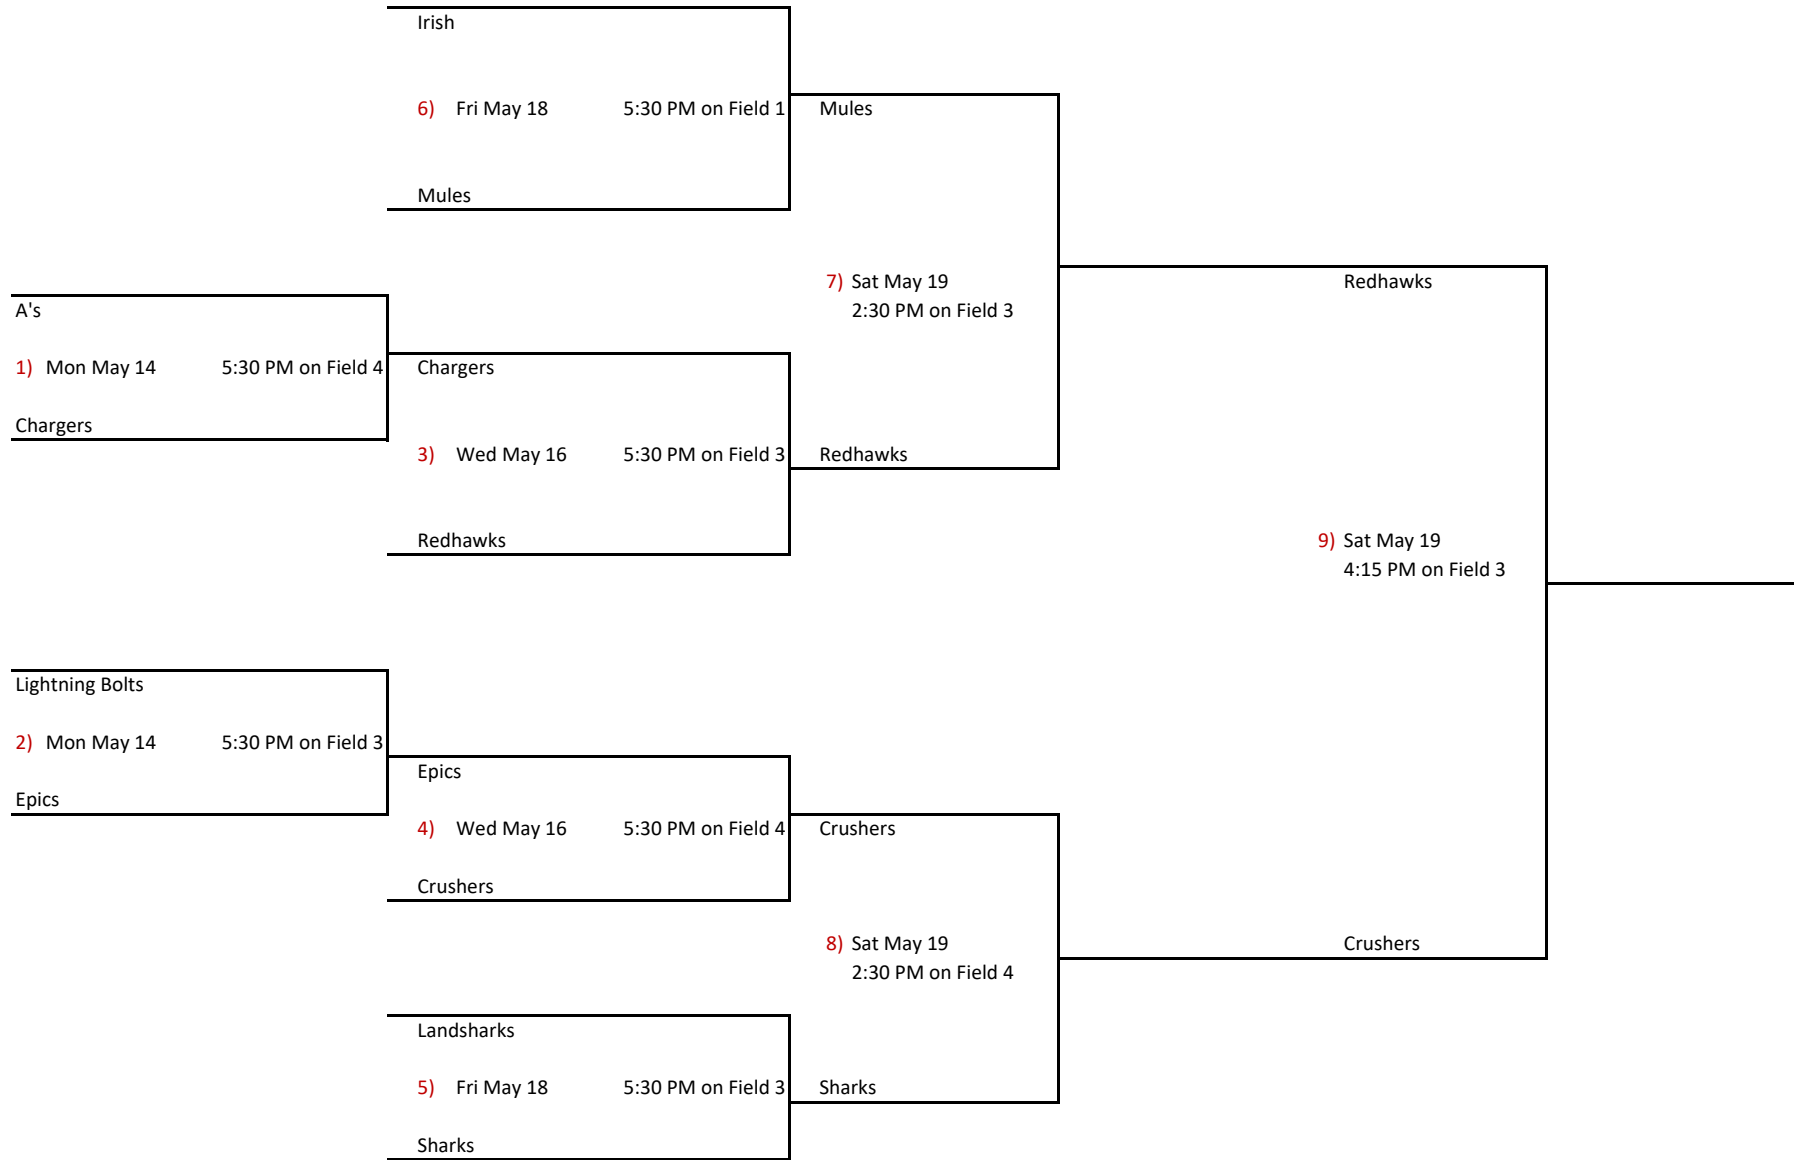 Irish
6) Fri May 18 5:30 PM on Field 1
Mules
Mules
7) Sat May 19
2:30 PM on Field 3
Redhawks
A's
1) Mon May 14 5:30 PM on Field 4
Chargers
Chargers
3) Wed May 16 5:30 PM on Field 3
Redhawks
Redhawks
9) Sat May 19
4:15 PM on Field 3
Lightning Bolts
2) Mon May 14 5:30 PM on Field 3
Epics
Epics
4) Wed May 16 5:30 PM on Field 4
Crushers
Crushers
8) Sat May 19
2:30 PM on Field 4
Crushers
Landsharks
5) Fri May 18 5:30 PM on Field 3
Sharks
Sharks